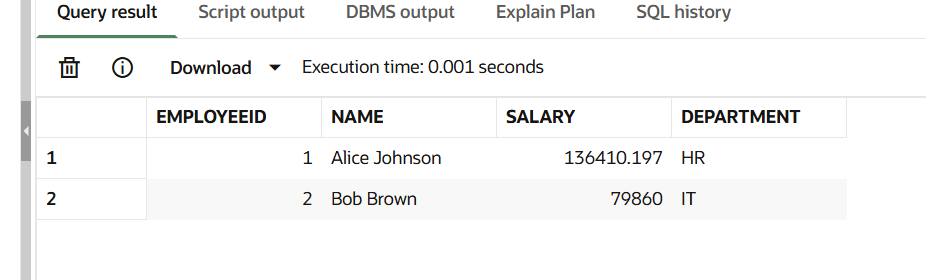 Query result Script output DBMS output Explain Plan SQL history
Download Execution time: 0.001 seconds
EMPLOYEEID NAME SALARY DEPARTMENT
1 1 Alice Johnson 136410.197 HR
2 2 Bob Brown 79860 IT